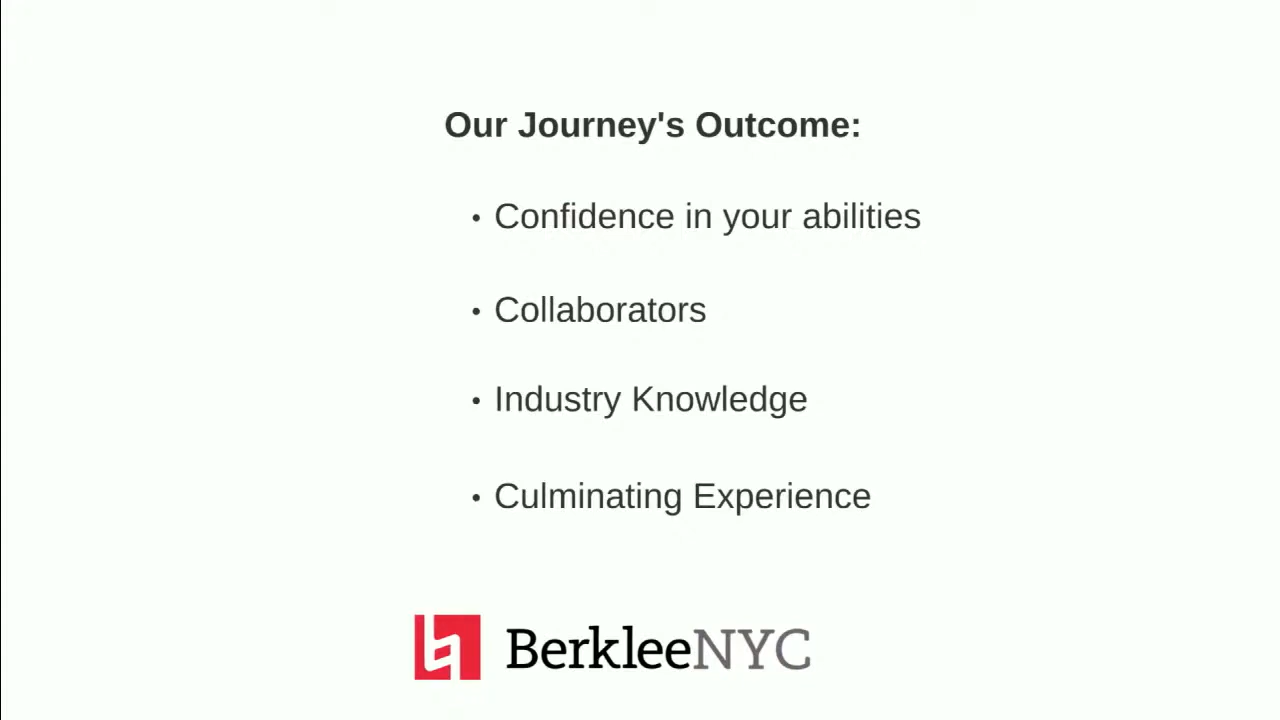 Our Journey's Outcome:
• Confidence in your abilities
• Collaborators
• Industry Knowledge
• Culminating Experience
BerkleeNYC